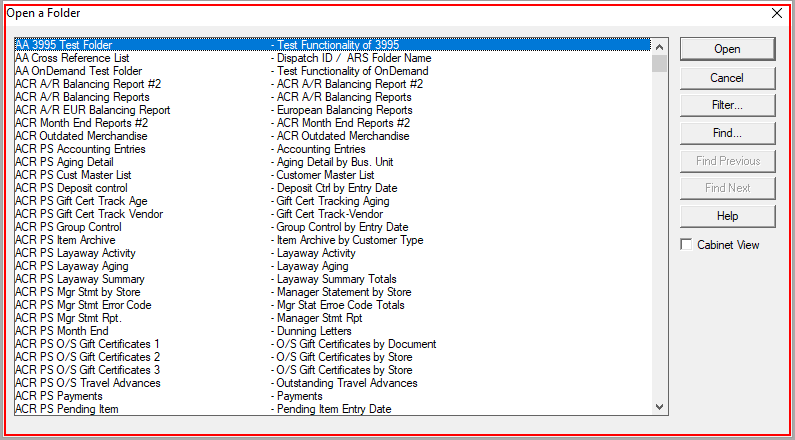 Open a Folder
AA 3995 Test Folder - Test Functionality of 3995
AA Cross Reference List - Dispatch ID / ARS Folder Name
AA OnDemand Test Folder - Test Functionality of OnDemand
ACR A/R Balancing Report #2 - ACR A/R Balancing Report #2
ACR A/R Balancing Reports - ACR A/R Balancing Reports
ACR A/R EUR Balancing Report - European Balancing Reports
ACR Month End Reports #2 - ACR Month End Reports #2
ACR Outdated Merchandise - ACR Outdated Merchandise
ACR PS Accounting Entries - Accounting Entries
ACR PS Aging Detail - Aging Detail by Bus. Unit
ACR PS Cust Master List - Customer Master List
ACR PS Deposit control - Deposit Ctrl by Entry Date
ACR PS Gift Cert Track Age - Gift Cert Tracking Aging
ACR PS Gift Cert Track Vendor - Gift Cert Track-Vendor
ACR PS Group Control - Group Control by Entry Date
ACR PS Item Archive - Item Archive by Customer Type
ACR PS Layaway Activity - Layaway Activity
ACR PS Layaway Aging - Layaway Aging
ACR PS Layaway Summary - Layaway Summary Totals
ACR PS Mgr Stmt by Store - Manager Statement by Store
ACR PS Mgr Stmt Error Code - Mgr Stat Erroe Code Totals
ACR PS Mgr Stmt Rpt. - Manager Stmt Rpt
ACR PS Month End - Dunning Letters
ACR PS O/S Gift Certificates 1 - O/S Gift Certificates by Document
ACR PS O/S Gift Certificates 2 - O/S Gift Certificates by Store
ACR PS O/S Gift Certificates 3 - O/S Gift Certificates by Store
ACR PS O/S Travel Advances - Outstanding Travel Advances
ACR PS Payments - Payments
ACR PS Pending Item - Pending Item Entry Date
Open
Cancel
Filter...
Find...
Find Previous
Find Next
Help
Cabinet View